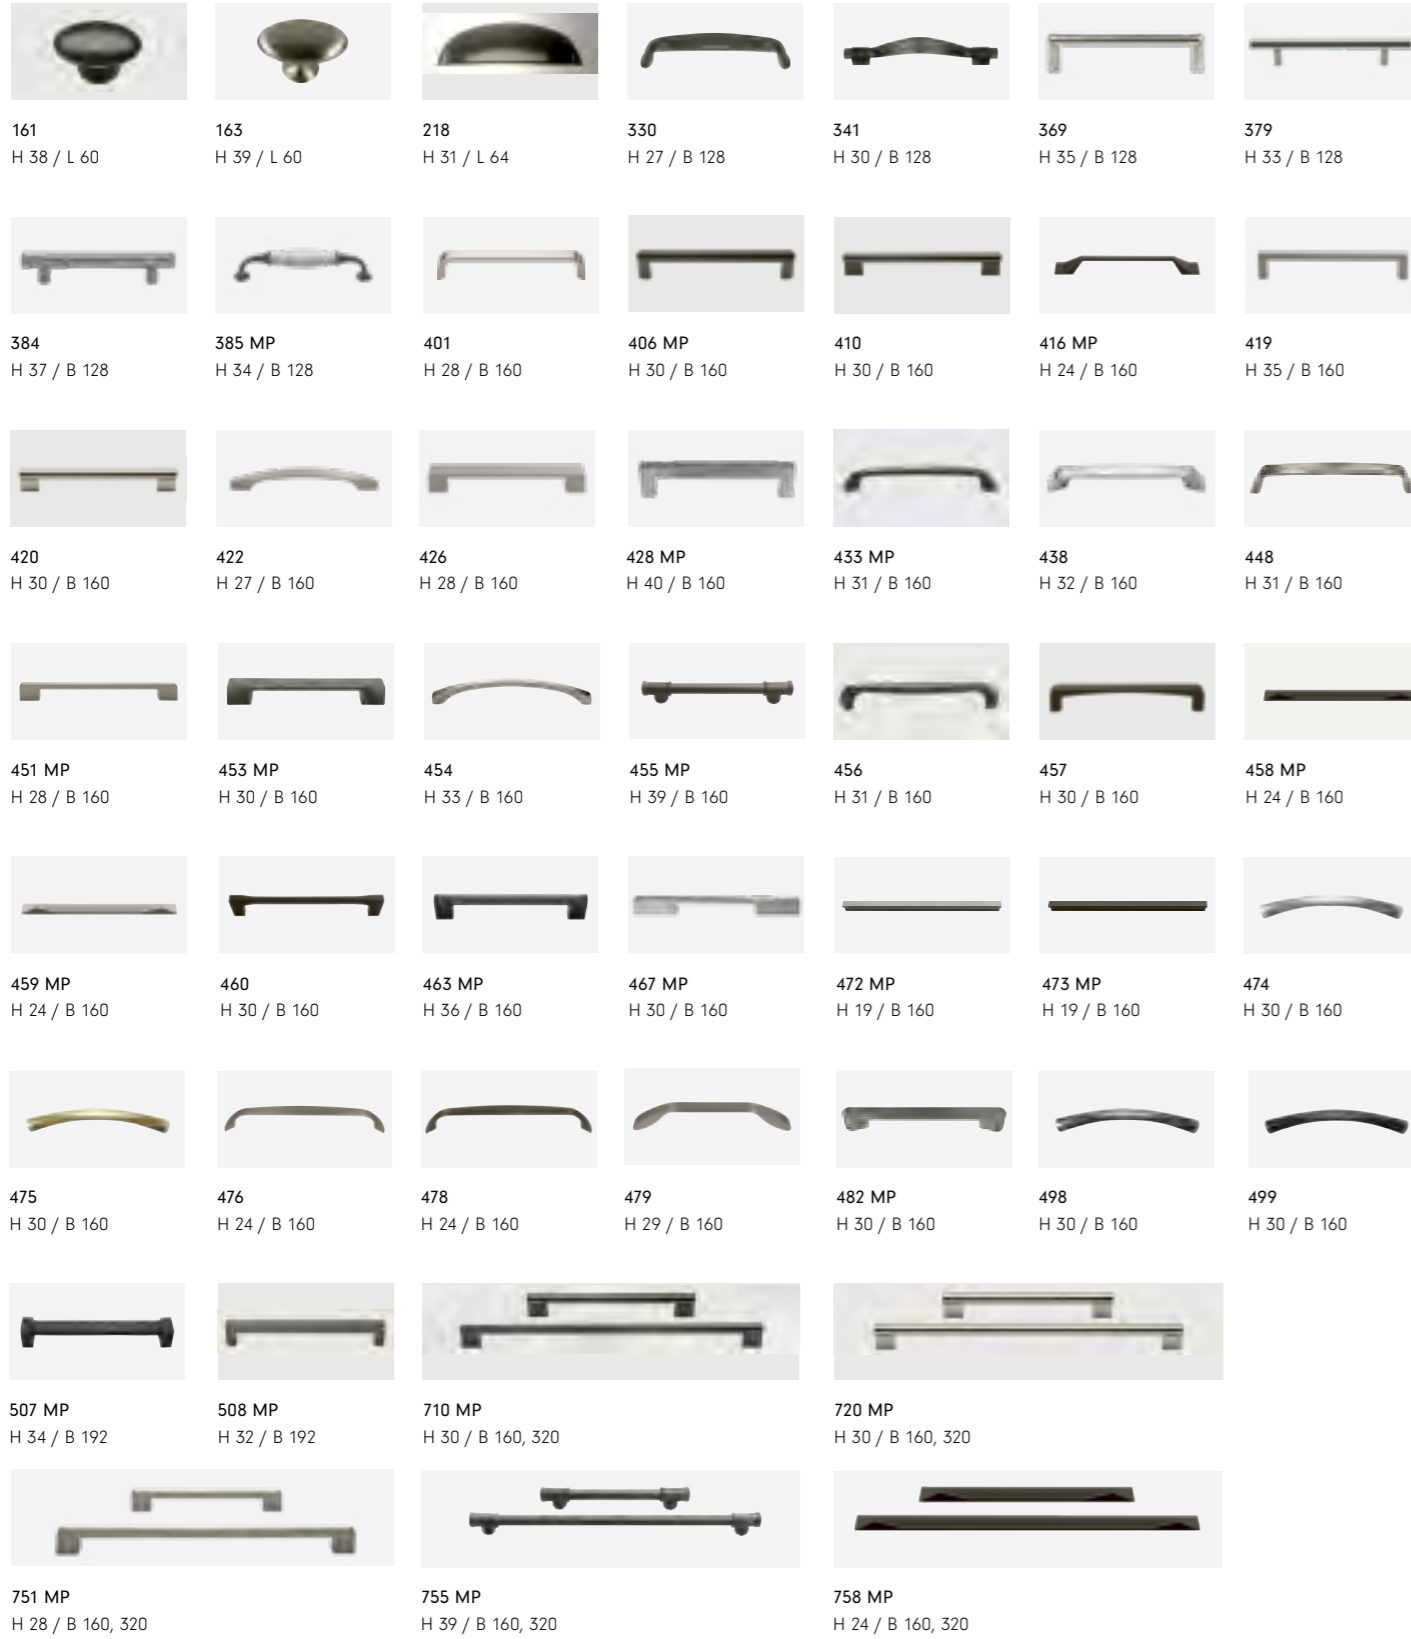 161
H 38 / L 60
163
H 39 / L 60
218
H 31 / L 64
330
H 27 / B 128
341
H 30 / B 128
369
H 35 / B 128
379
H 33 / B 128
384
H 37 / B 128
385 MP
H 34 / B 128
401
H 28 / B 160
406 MP
H 30 / B 160
410
H 30 / B 160
416 MP
H 24 / B 160
419
H 35 / B 160
420
H 30 / B 160
422
H 27 / B 160
426
H 28 / B 160
428 MP
H 40 / B 160
433 MP
H 31 / B 160
438
H 32 / B 160
448
H 31 / B 160
451 MP
H 28 / B 160
453 MP
H 30 / B 160
454
H 33 / B 160
455 MP
H 39 / B 160
456
H 31 / B 160
457
H 30 / B 160
458 MP
H 24 / B 160
459 MP
H 24 / B 160
460
H 30 / B 160
463 MP
H 36 / B 160
467 MP
H 30 / B 160
472 MP
H 19 / B 160
473 MP
H 19 / B 160
474
H 30 / B 160
475
H 30 / B 160
476
H 24 / B 160
478
H 24 / B 160
479
H 29 / B 160
482 MP
H 30 / B 160
498
H 30 / B 160
499
H 30 / B 160
507 MP
H 34 / B 192
508 MP
H 32 / B 192
710 MP
H 30 / B 160, 320
720 MP
H 30 / B 160, 320
751 MP
H 28 / B 160, 320
755 MP
H 39 / B 160, 320
758 MP
H 24 / B 160, 320